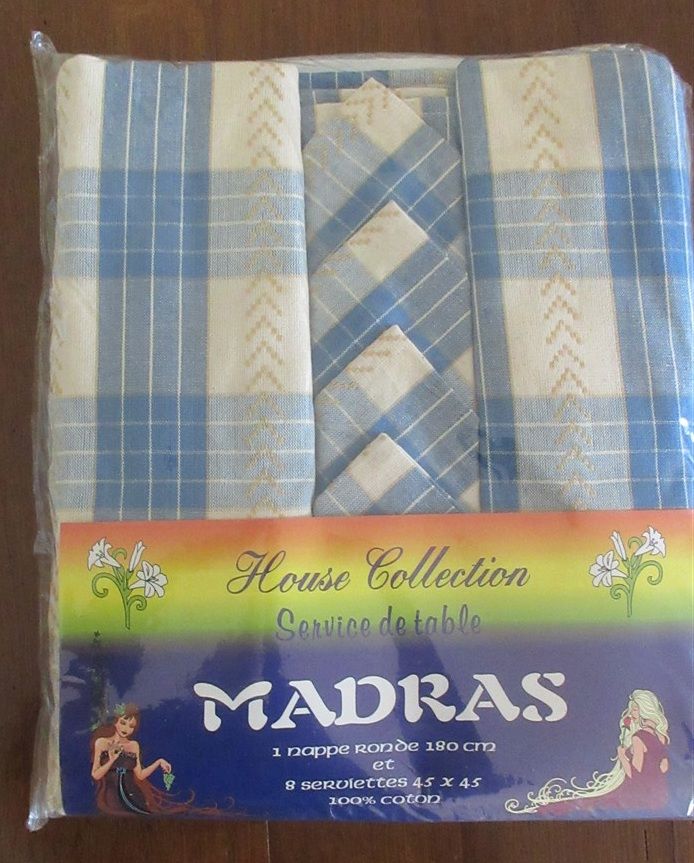 House Collection
Service de table
MADRAS
1 nappe ronde 180 cm
et
8 serviettes 45 x 45
100% coton